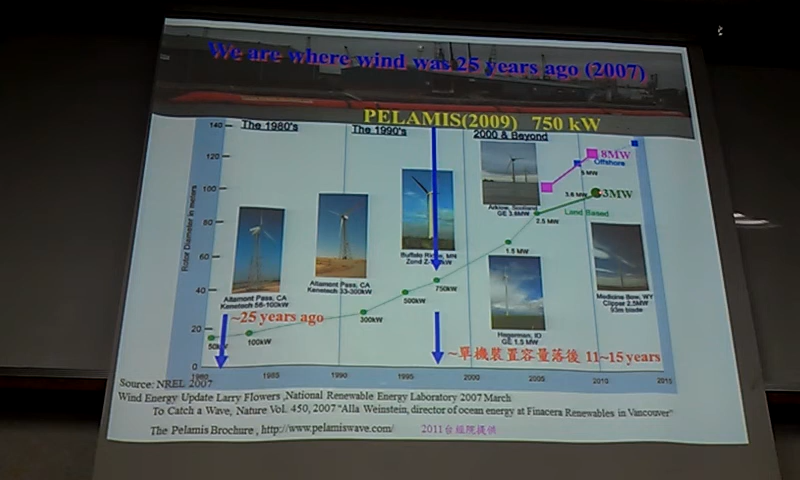 We are where wind was 25 years ago (2007)
PELAMIS(2009) 750 kW
The 1980's
The 1990's
2000 & Beyond
Rotor Diameter in meters
140
120
100
80
60
40
20
0
8MW
Offshore
5 MW
3.6 MW
3MW
Land Based
2.5 MW
1.5 MW
750kW
500kW
300kW
100kW
50kW
Altamont Pass, CA
Kenetech 56-100kW
Altamont Pass, CA
Kenetech 33-300kW
Buffalo Ridge, MN
Zond
Arklow, Scotland
GE 3.6MW
Hagerman, ID
GE 1.5 MW
Medicine Bow, WY
Clipper 2.5MW
93m blade
~25 years ago
~單機裝置容量落後 11~15 years
1980
1985
1990
1995
2000
2005
2010
2015
Source: NREL 2007
Wind Energy Update Larry Flowers ,National Renewable Energy Laboratory 2007 March
To Catch a Wave, Nature Vol. 450, 2007 "Alla Weinstein, director of ocean energy at Finacera Renewables in Vancouver"
The Pelamis Brochure , http://www.pelamiswave.com/
2011台經院提供